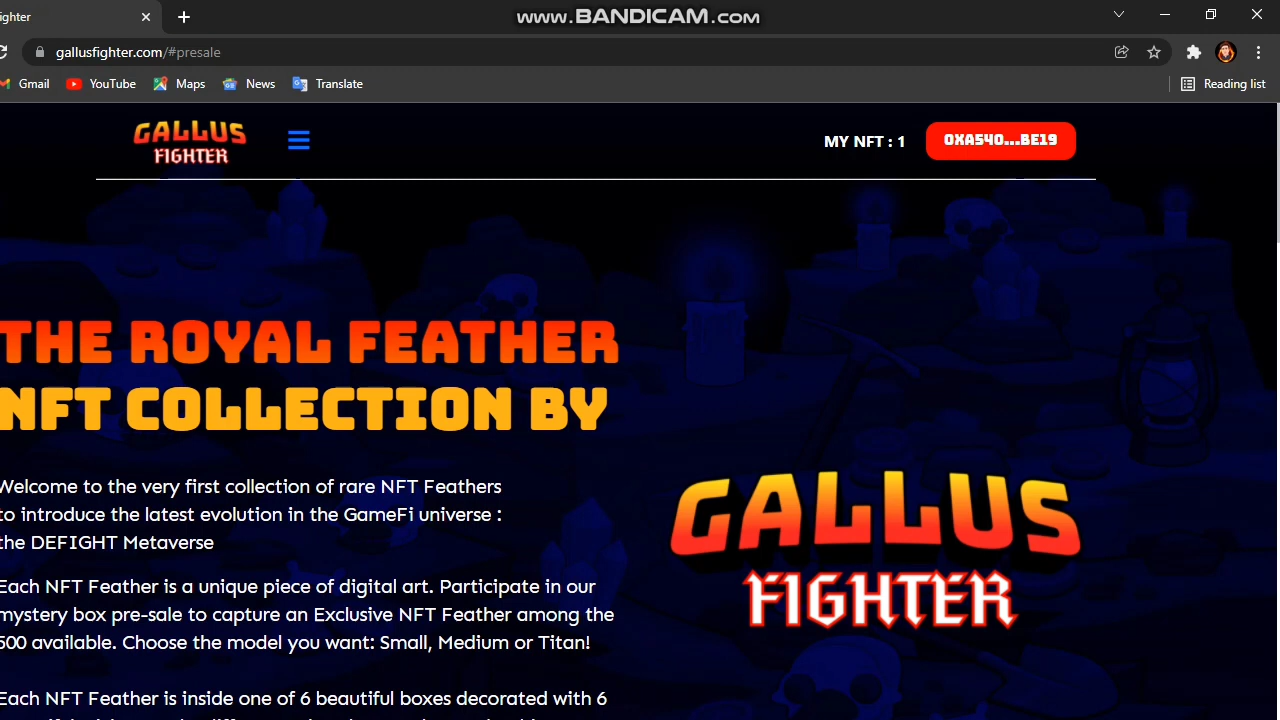 www.BANDICAM.com
ighter
gallusfighter.com/#presale
Gmail
YouTube
Maps
News
Translate
Reading list
GALLUS
FIGHTER
MY NFT : 1
0XA540...BE19
THE ROYAL FEATHER
NFT COLLECTION BY
Welcome to the very first collection of rare NFT Feathers
to introduce the latest evolution in the GameFi universe :
the DEFIGHT Metaverse
Each NFT Feather is a unique piece of digital art. Participate in our
mystery box pre-sale to capture an Exclusive NFT Feather among the
500 available. Choose the model you want: Small, Medium or Titan!
Each NFT Feather is inside one of 6 beautiful boxes decorated with 6
GALLUS
FIGHTER